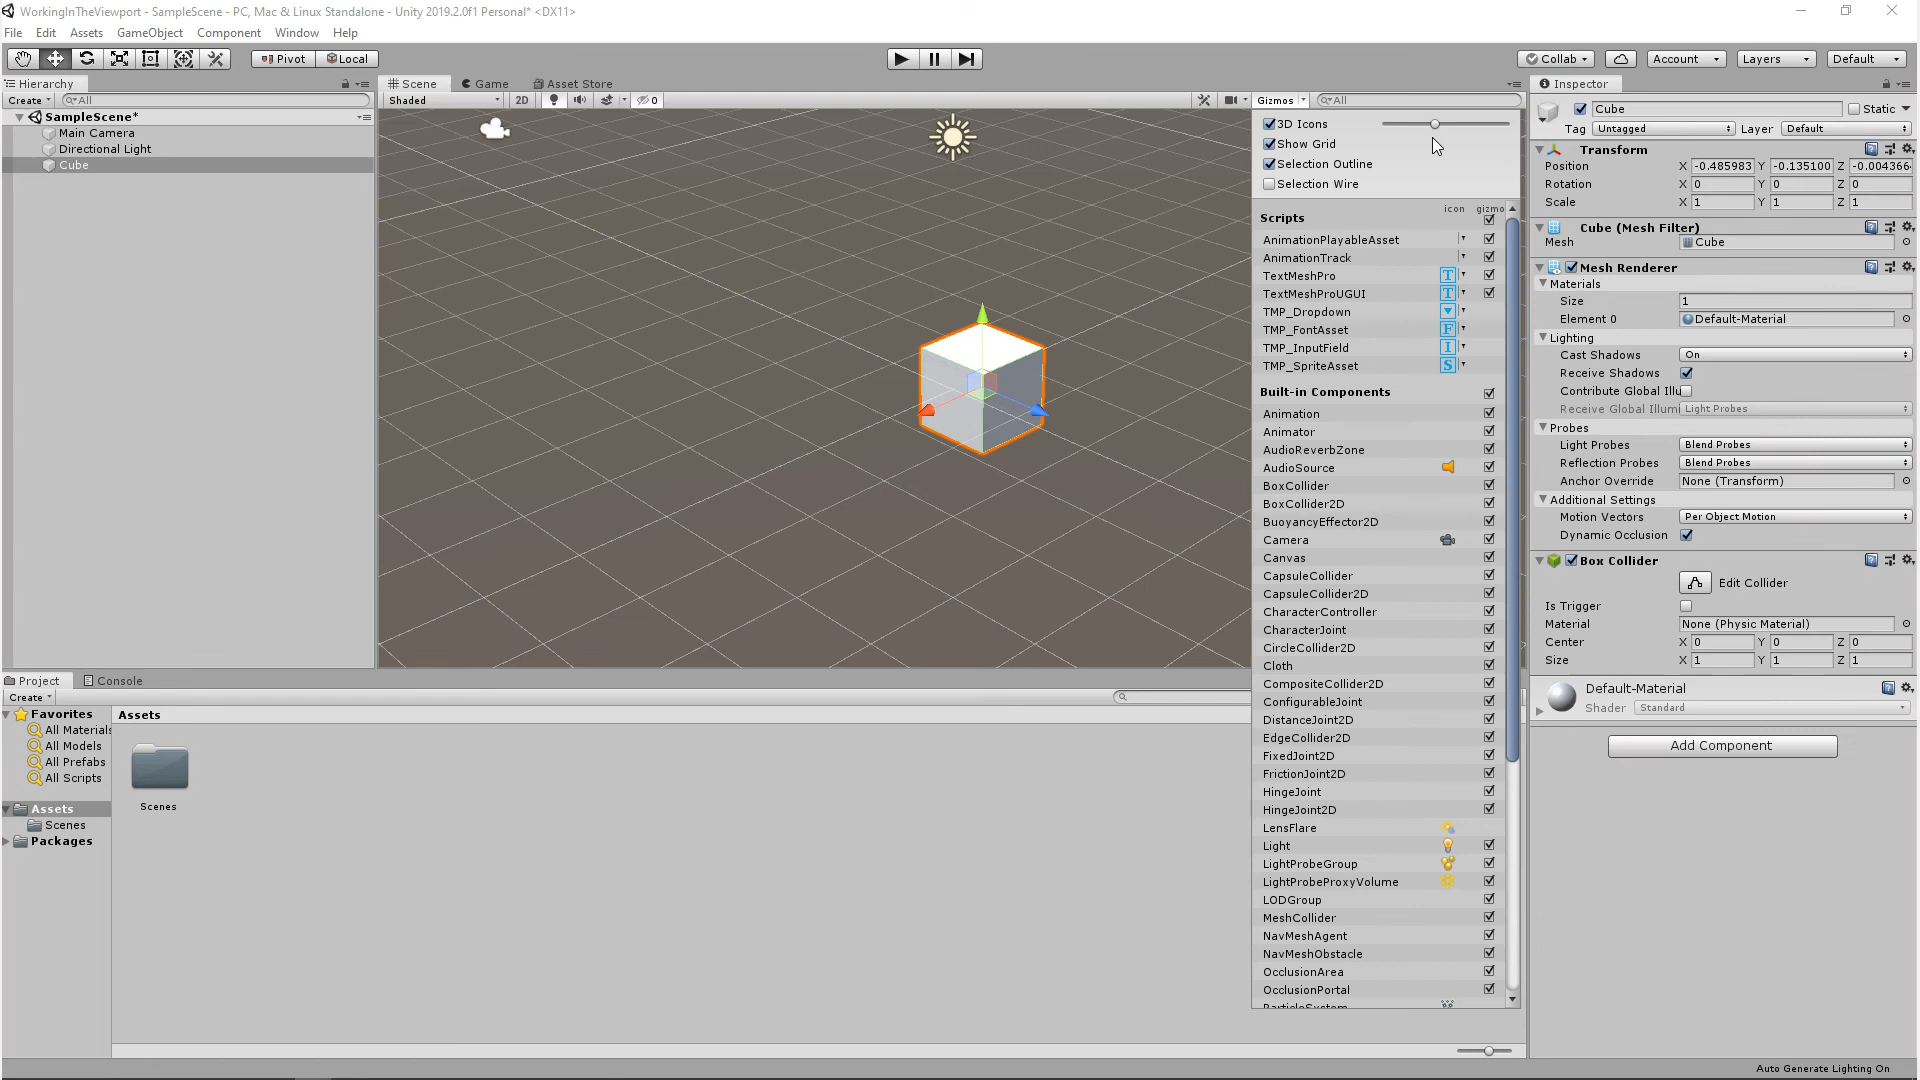 WorkingInTheViewport - SampleScene - PC, Mac & Linux Standalone - Unity 2019.2.0f1 Personal* <DX11>
File Edit Assets GameObject Component Window Help
Pivot Local Collab Account Layers Default
Hierarchy Scene Game Asset Store Inspector
Create All Shaded 2D 0 Gizmos All
SampleScene*
Main Camera
Directional Light
Cube
3D Icons
Show Grid
Selection Outline
Selection Wire
icon gizmo
Scripts
AnimationPlayableAsset
AnimationTrack
TextMeshPro T
TextMeshProUGUI T
TMP_Dropdown
TMP_FontAsset F
TMP_InputField I
TMP_SpriteAsset S
Built-in Components
Animation
Animator
AudioReverbZone
AudioSource
BoxCollider
BoxCollider2D
BuoyancyEffector2D
Camera
Canvas
CapsuleCollider
CapsuleCollider2D
CharacterController
CharacterJoint
CircleCollider2D
Cloth
CompositeCollider2D
ConfigurableJoint
DistanceJoint2D
EdgeCollider2D
FixedJoint2D
FrictionJoint2D
HingeJoint
HingeJoint2D
LensFlare
Light
LightProbeGroup
LightProbeProxyVolume
LODGroup
MeshCollider
NavMeshAgent
NavMeshObstacle
OcclusionArea
OcclusionPortal
Cube Static
Tag Untagged Layer Default
Transform
Position X -0.485983 Y -0.135100 Z -0.004366
Rotation X 0 Y 0 Z 0
Scale X 1 Y 1 Z 1
Cube (Mesh Filter)
Mesh Cube
Mesh Renderer
Materials
Size 1
Element 0 Default-Material
Lighting
Cast Shadows On
Receive Shadows
Contribute Global Illu
Receive Global Illumi Light Probes
Probes
Light Probes Blend Probes
Reflection Probes Blend Probes
Anchor Override None (Transform)
Additional Settings
Motion Vectors Per Object Motion
Dynamic Occlusion
Box Collider
Edit Collider
Is Trigger
Material None (Physic Material)
Center X 0 Y 0 Z 0
Size X 1 Y 1 Z 1
Default-Material
Shader Standard
Add Component
Project Console
Create
Favorites
All Materials
All Models
All Prefabs
All Scripts
Assets
Scenes
Packages
Assets
Scenes
Auto Generate Lighting On